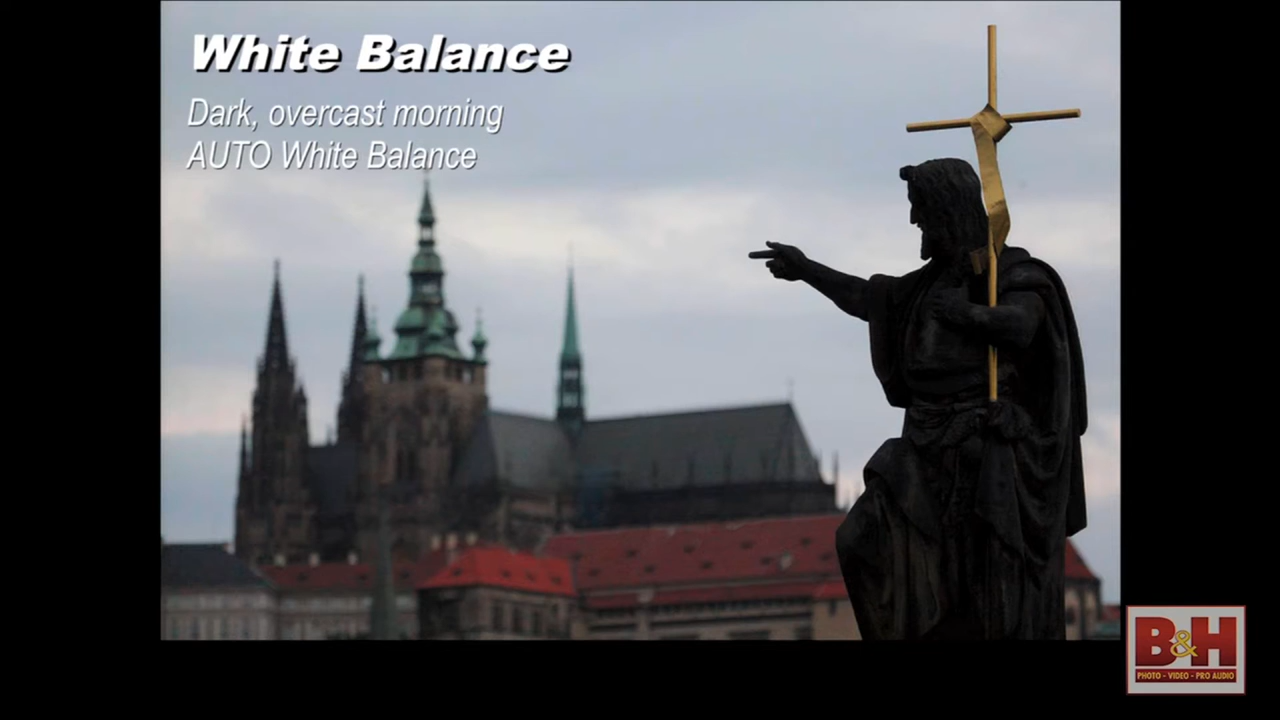 White Balance
Dark, overcast morning
AUTO White Balance
B&H
PHOTO - VIDEO - PRO AUDIO